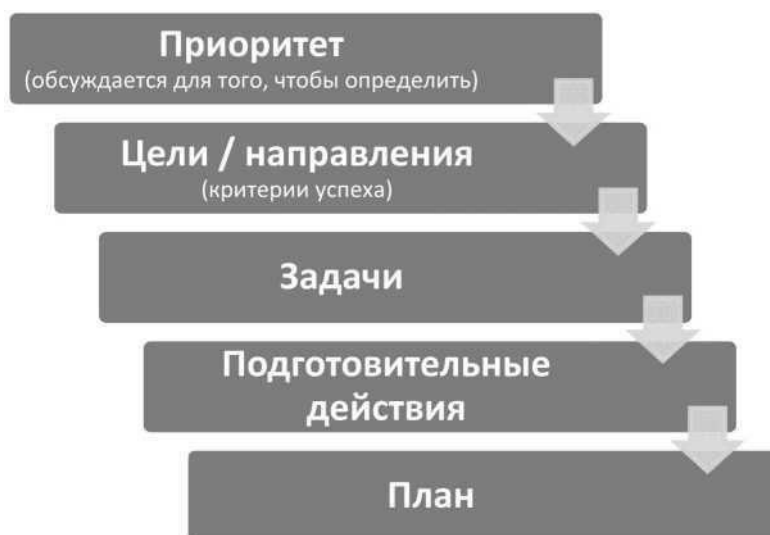 Приоритет
(обсуждается для того, чтобы определить)
Цели / направления
(критерии успеха)
Задачи
Подготовительные
действия
План